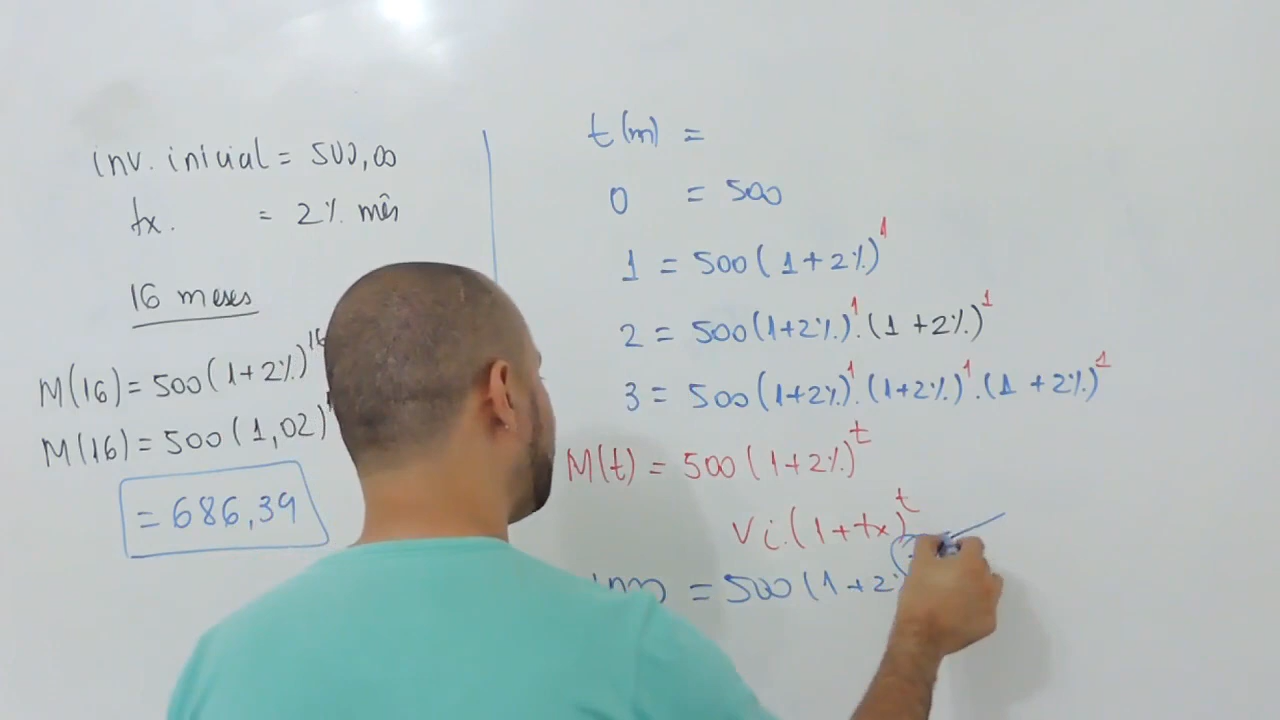 inv. inicial = 500,00
tx. = 2% mês
16 meses
M(16) = 500(1+2%)^16
M(16) = 500(1,02)
= 686,39
t(m) =
0 = 500
1 = 500(1+2%)^1
2 = 500(1+2%)^1.(1+2%)^1
3 = 500(1+2%)^1.(1+2%)^1.(1+2%)^1
M(t) = 500(1+2%)^t
Vi.(1+tx)^t
= 500(1+2